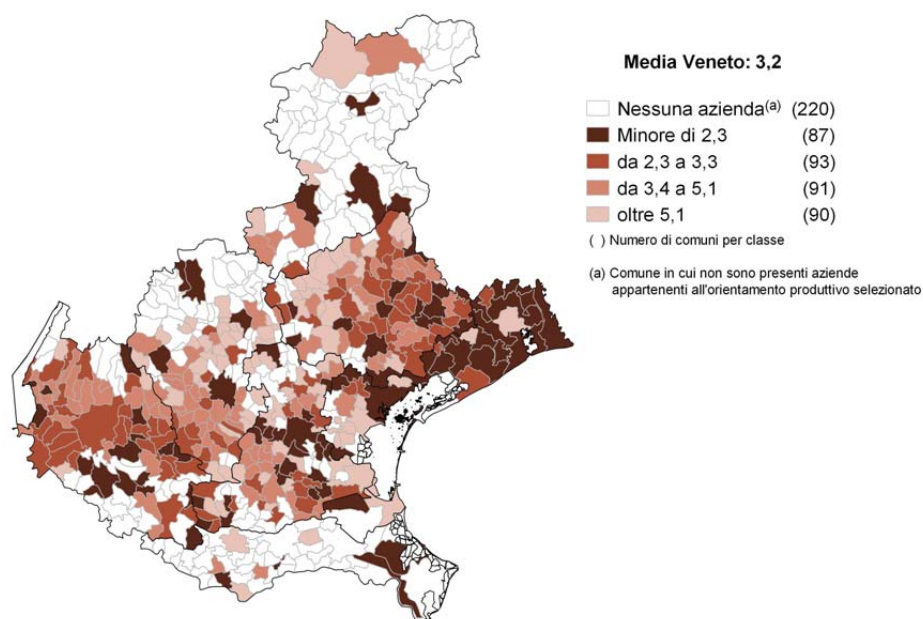 Media Veneto: 3,2
Nessuna azienda(a) (220)
Minore di 2,3 (87)
da 2,3 a 3,3 (93)
da 3,4 a 5,1 (91)
oltre 5,1 (90)
( ) Numero di comuni per classe
(a) Comune in cui non sono presenti aziende
appartenenti all'orientamento produttivo selezionato